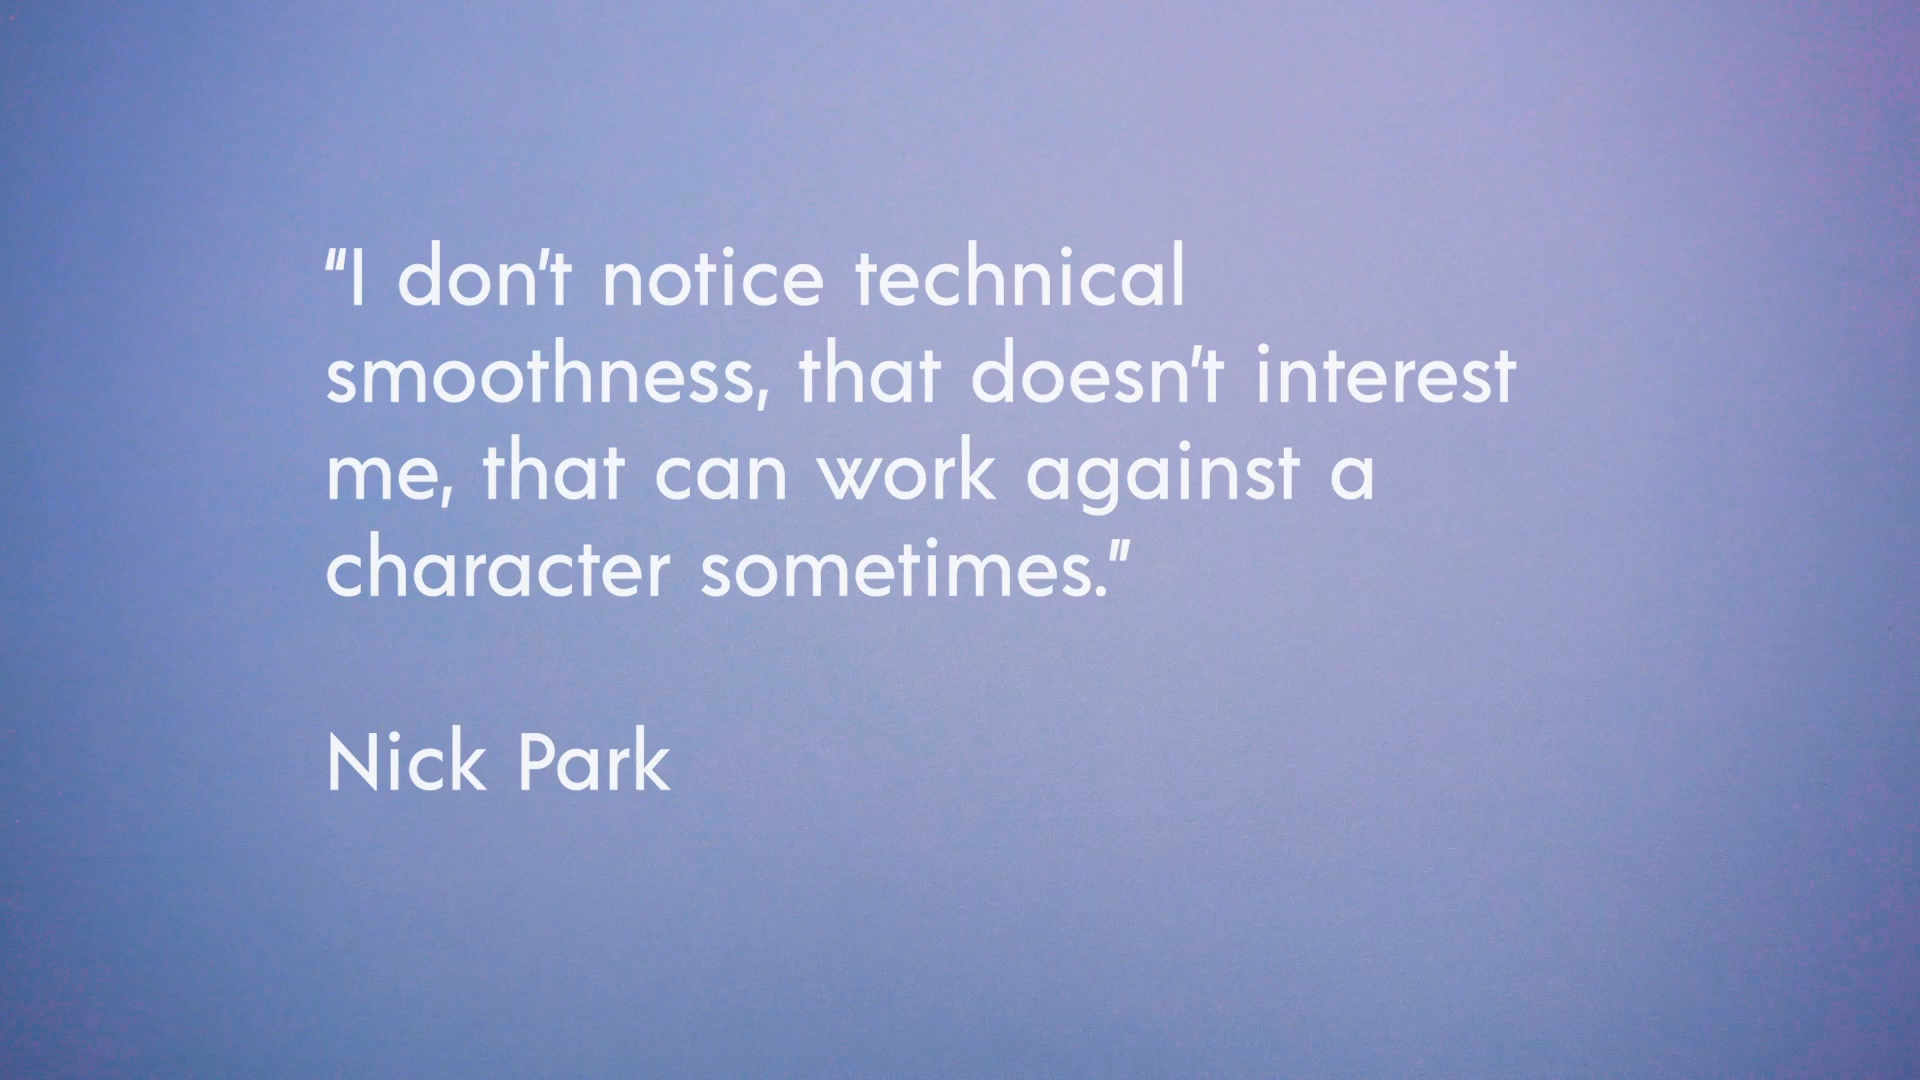 “I don’t notice technical
smoothness, that doesn’t interest
me, that can work against a
character sometimes.”
Nick Park